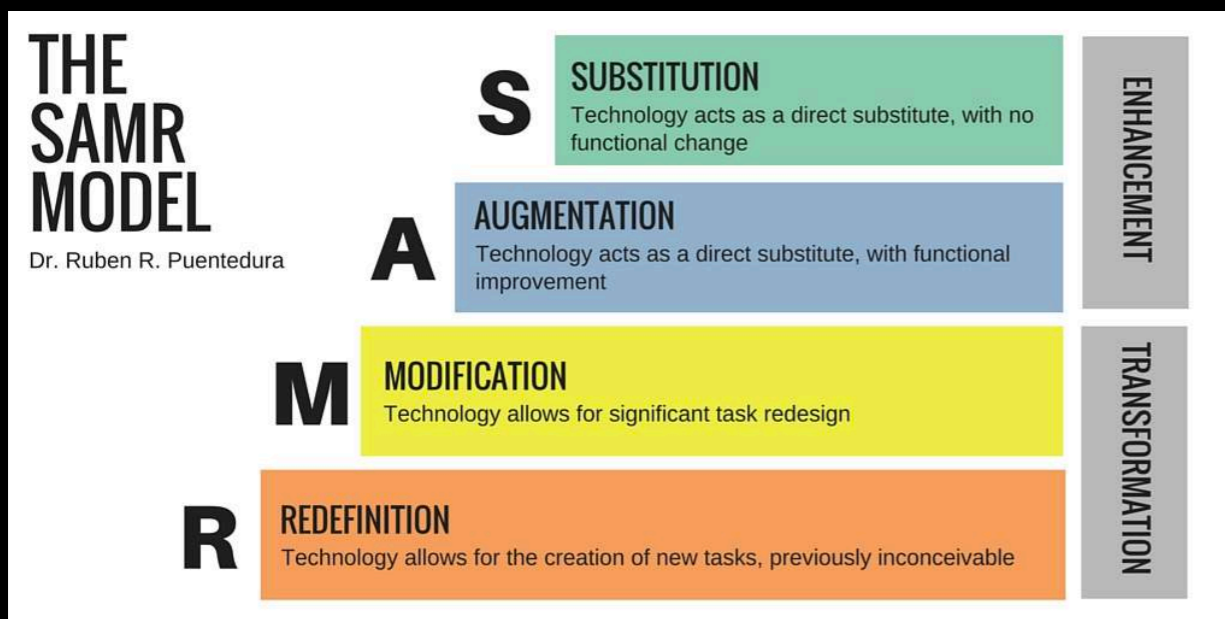 THE
SAMR
MODEL
Dr. Ruben R. Puentedura
S
SUBSTITUTION
Technology acts as a direct substitute, with no
functional change
A
AUGMENTATION
Technology acts as a direct substitute, with functional
improvement
ENHANCEMENT
M
MODIFICATION
Technology allows for significant task redesign
R
REDEFINITION
Technology allows for the creation of new tasks, previously inconceivable
TRANSFORMATION